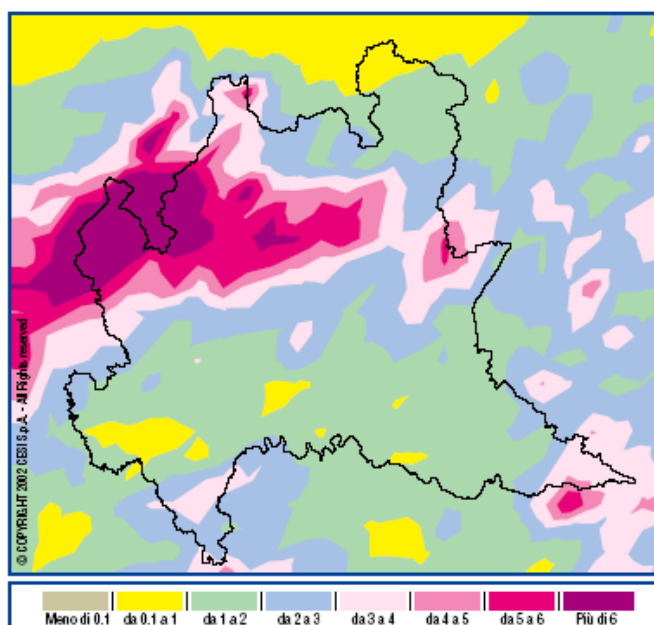 © COPYRIGHT 2002 CESI S.p.A. - All Rights reserved
Meno di 0.1 da 0.1 a 1 da 1 a 2 da 2 a 3 da 3 a 4 da 4 a 5 da 5 a 6 Più di 6